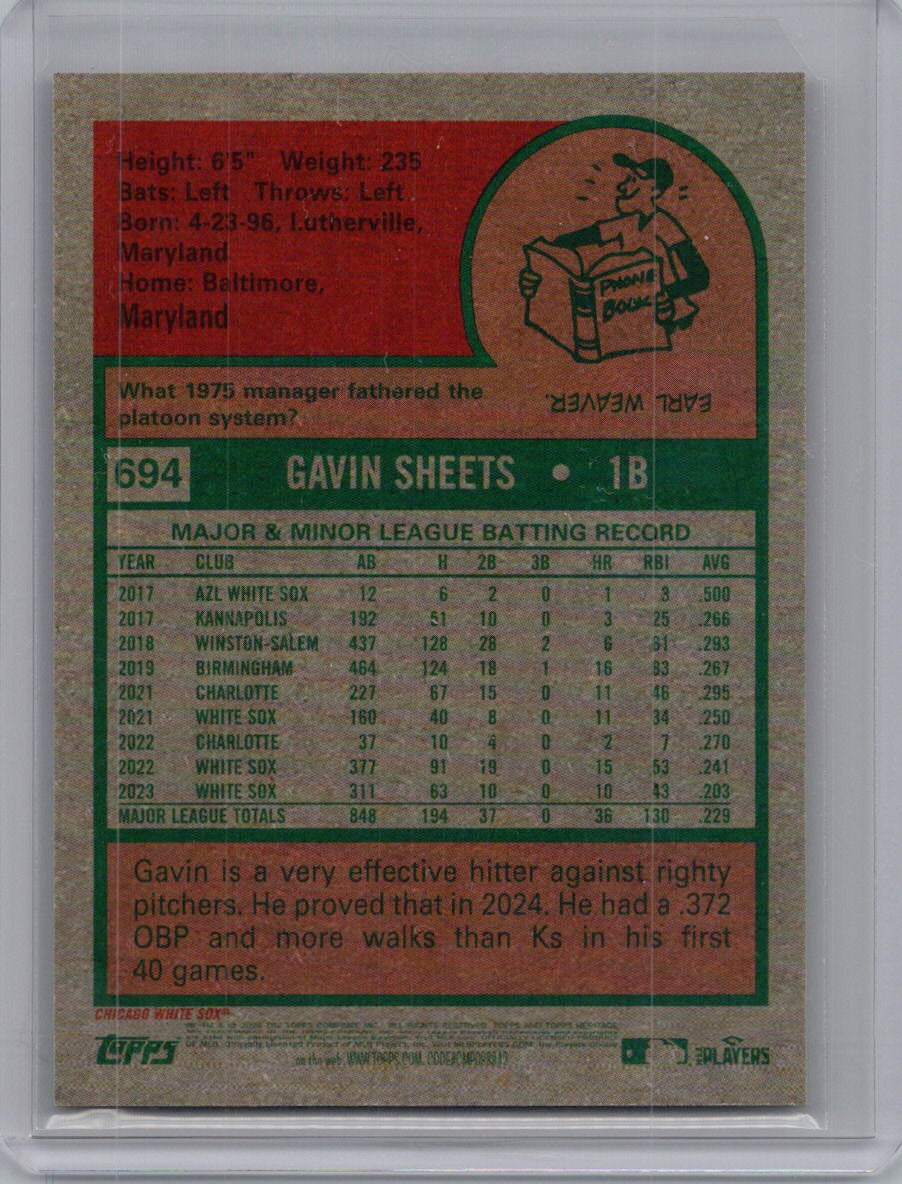 Height: 6'5" Weight: 235
Bats: Left Throws: Left
Born: 4-23-96, Lutherville,
Maryland
Home: Baltimore,
Maryland
PHONE
BOOK
What 1975 manager fathered the
platoon system?
EARL WEAVER.
694 GAVIN SHEETS • 1B
MAJOR & MINOR LEAGUE BATTING RECORD
YEAR CLUB AB H 2B 3B HR RBI AVG
2017 AZL WHITE SOX 12 6 2 0 1 3 .500
2017 KANNAPOLIS 192 51 10 0 3 25 .266
2018 WINSTON-SALEM 437 128 28 2 6 61 .293
2019 BIRMINGHAM 464 124 18 1 16 83 .267
2021 CHARLOTTE 227 67 15 0 11 46 .295
2021 WHITE SOX 160 40 8 0 11 34 .250
2022 CHARLOTTE 37 10 4 0 2 7 .270
2022 WHITE SOX 377 91 19 0 15 53 .241
2023 WHITE SOX 311 63 10 0 10 43 .203
MAJOR LEAGUE TOTALS 848 194 37 0 36 130 .229
Gavin is a very effective hitter against righty
pitchers. He proved that in 2024. He had a .372
OBP and more walks than Ks in his first
40 games.
CHICAGO WHITE SOX®
TOPPS
on the web: WWW.TOPPS.COM
PLAYERS